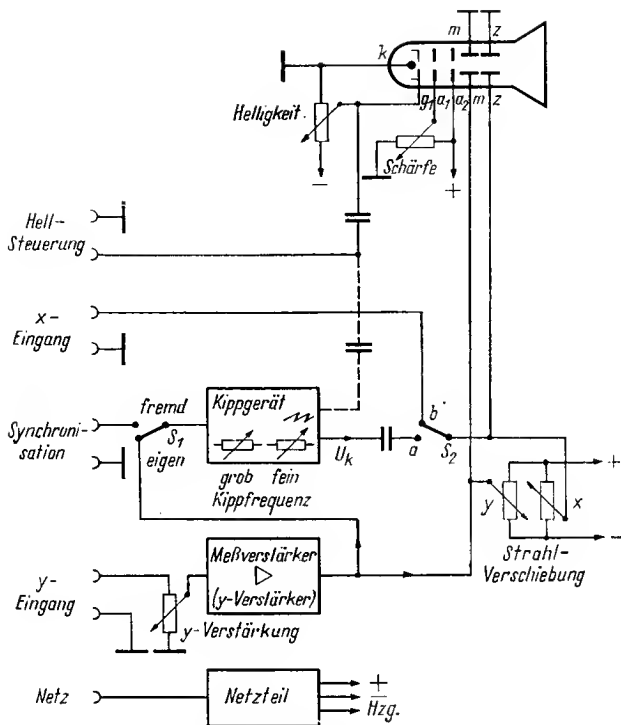 m z
k
g1 a1 a2 m z
Helligkeit
Schärfe
− +
Hell-
Steuerung
x-
Eingang
fremd
Kippgerät
b
Synchroni-
sation
S1
eigen
a
S2
Uk
grob fein
Kippfrequenz
+
y x
−
Strahl-
Verschiebung
Meßverstärker
(y-Verstärker)
y-
Eingang
y-Verstärkung
Netz
Netzteil
+
−
Hzg.